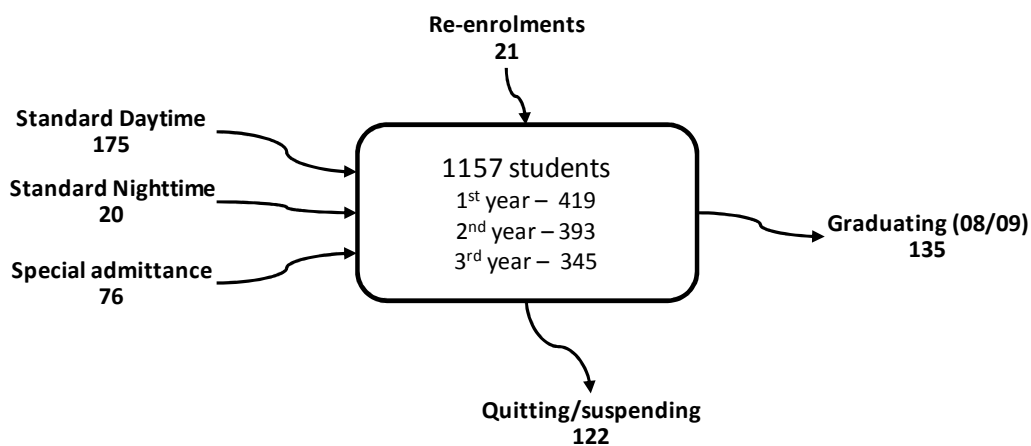 Re-enrolments
21
Standard Daytime
175
Standard Nighttime
20
Special admittance
76
1157 students
1st year – 419
2nd year – 393
3rd year – 345
Graduating (08/09)
135
Quitting/suspending
122